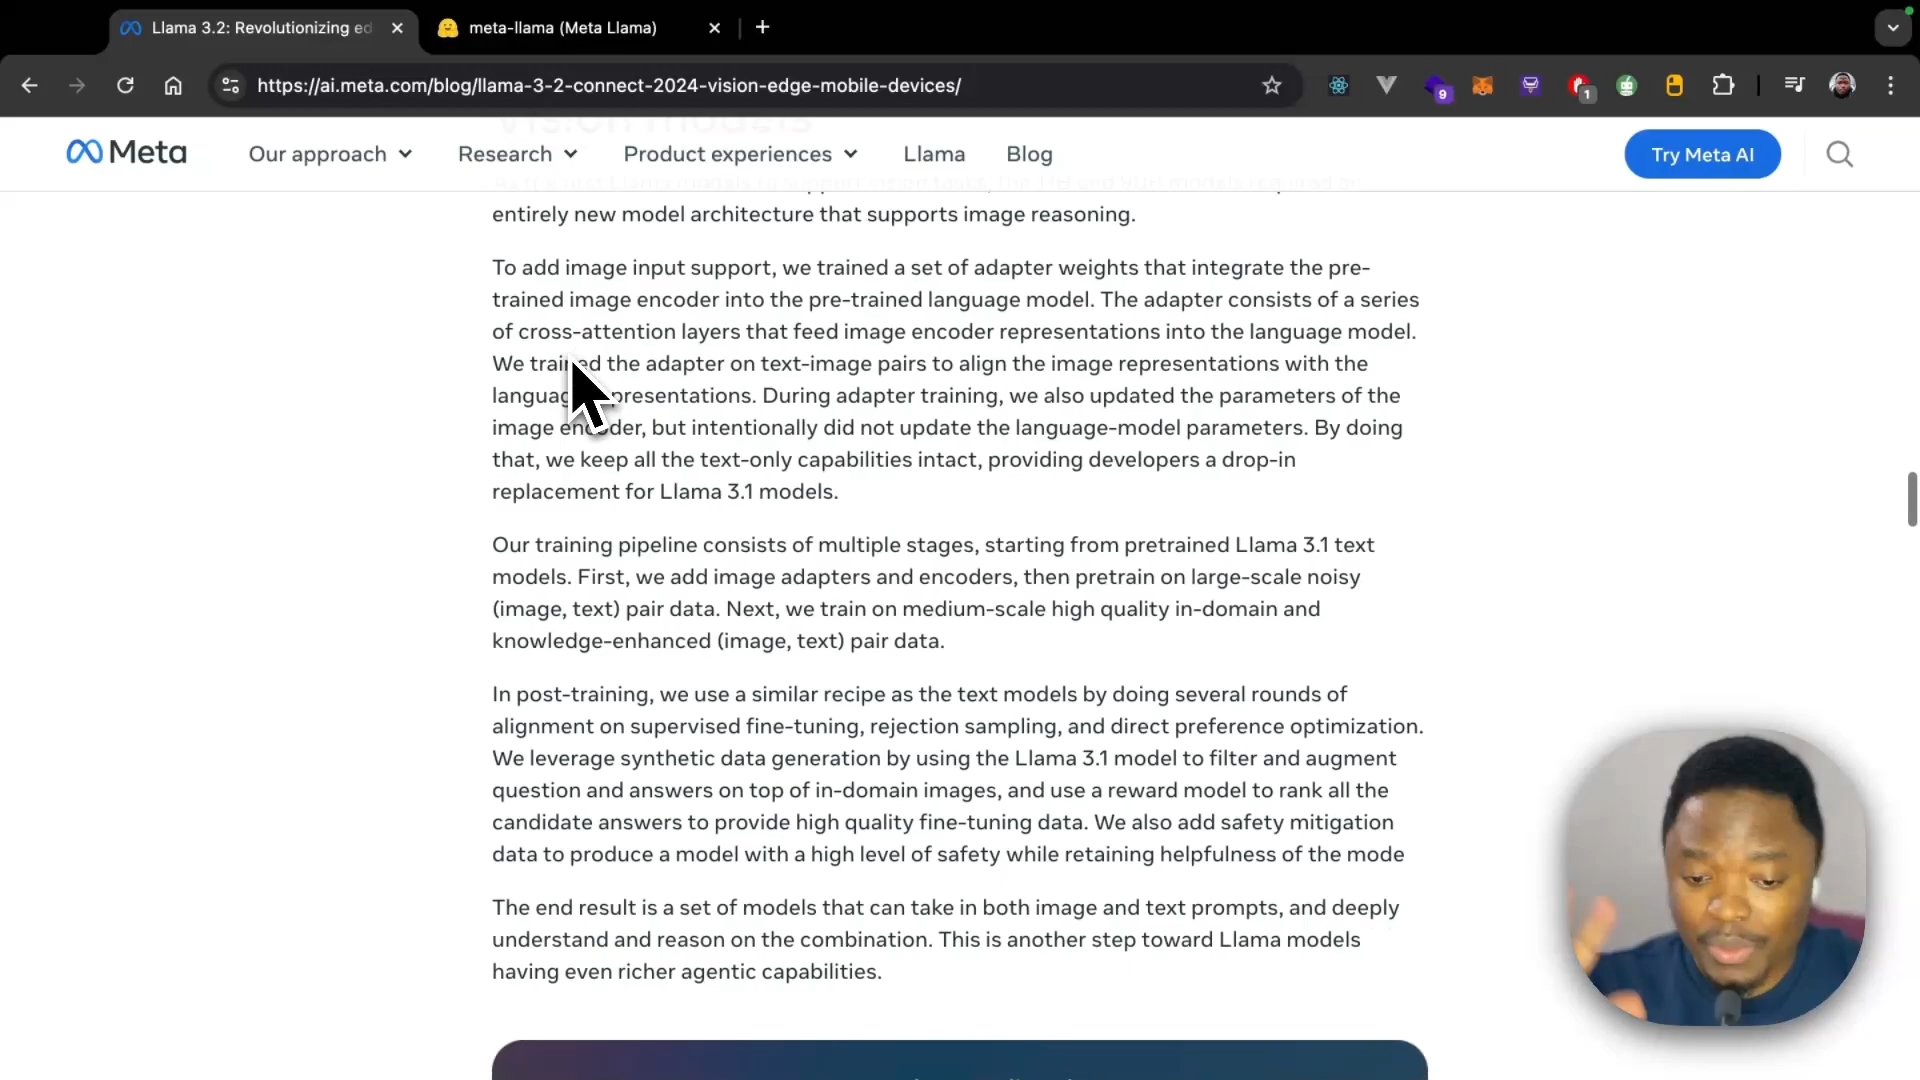 Llama 3.2: Revolutionizing ed
meta-llama (Meta Llama)
https://ai.meta.com/blog/llama-3-2-connect-2024-vision-edge-mobile-devices/
9
1
Meta
Our approach
Research
Product experiences
Llama
Blog
Try Meta AI
Vision models
entirely new model architecture that supports image reasoning.
To add image input support, we trained a set of adapter weights that integrate the pre-
trained image encoder into the pre-trained language model. The adapter consists of a series
of cross-attention layers that feed image encoder representations into the language model.
We trained the adapter on text-image pairs to align the image representations with the
language representations. During adapter training, we also updated the parameters of the
image encoder, but intentionally did not update the language-model parameters. By doing
that, we keep all the text-only capabilities intact, providing developers a drop-in
replacement for Llama 3.1 models.
Our training pipeline consists of multiple stages, starting from pretrained Llama 3.1 text
models. First, we add image adapters and encoders, then pretrain on large-scale noisy
(image, text) pair data. Next, we train on medium-scale high quality in-domain and
knowledge-enhanced (image, text) pair data.
In post-training, we use a similar recipe as the text models by doing several rounds of
alignment on supervised fine-tuning, rejection sampling, and direct preference optimization.
We leverage synthetic data generation by using the Llama 3.1 model to filter and augment
question and answers on top of in-domain images, and use a reward model to rank all the
candidate answers to provide high quality fine-tuning data. We also add safety mitigation
data to produce a model with a high level of safety while retaining helpfulness of the mode
The end result is a set of models that can take in both image and text prompts, and deeply
understand and reason on the combination. This is another step toward Llama models
having even richer agentic capabilities.